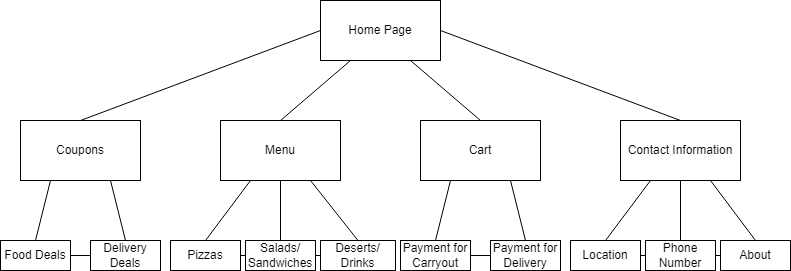 Home Page
Coupons
Menu
Cart
Contact Information
Food Deals
Delivery
Deals
Pizzas
Salads/
Sandwiches
Deserts/
Drinks
Payment for
Carryout
Payment for
Delivery
Location
Phone
Number
About